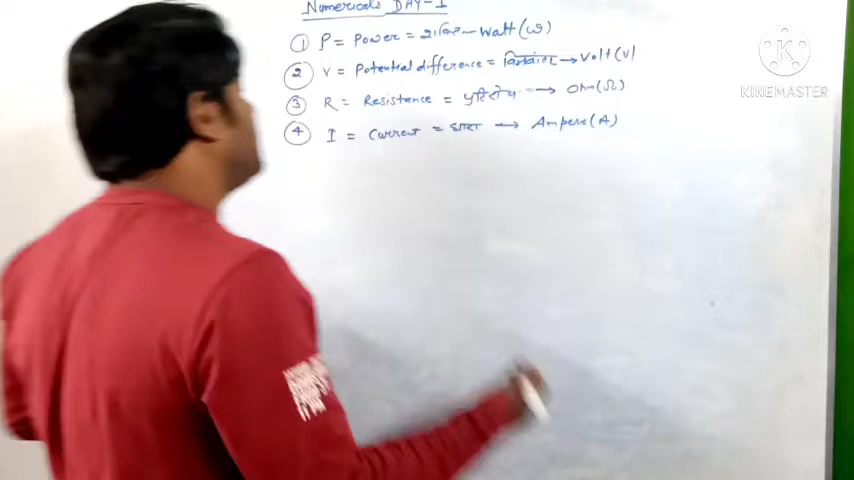 Numericals DAY-1
① P = Power = शक्ति → Watt(W)
② V = Potential difference = विभवांतर → Volt(V)
③ R = Resistance = प्रतिरोध → Ohm(Ω)
④ I = Current = धारा → Ampere(A)
KINEMASTER